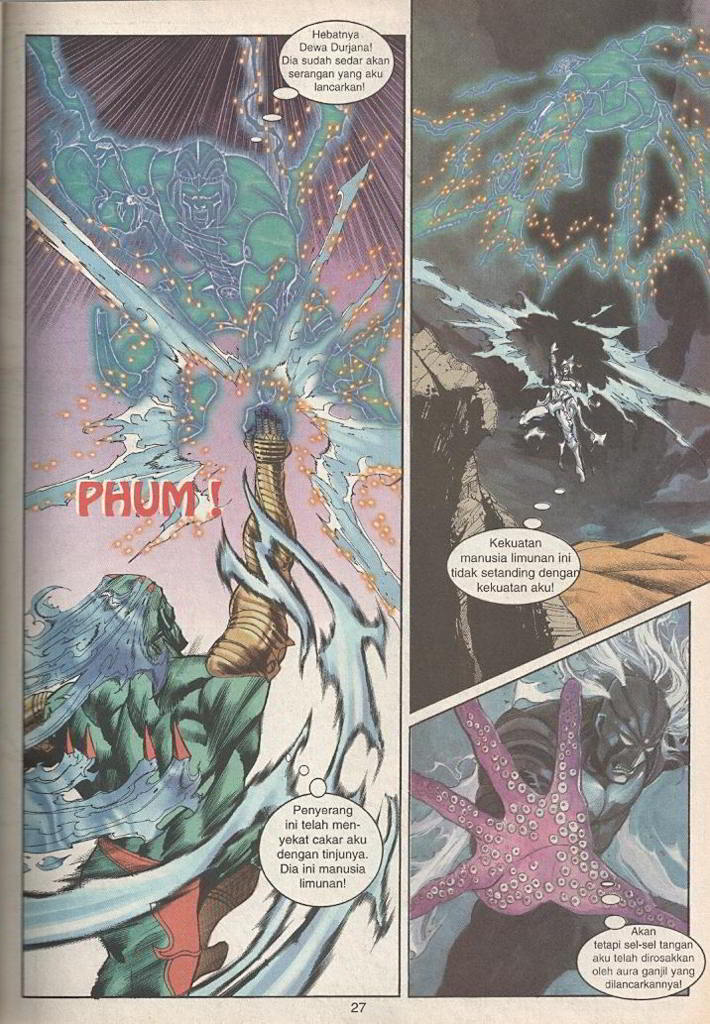 Hebatnya
Dewa Durjana!
Dia sudah sedar akan
serangan yang aku
lancarkan!
PHUM !
Penyerang
ini telah men-
yekat cakar aku
dengan tinjunya.
Dia ini manusia
limunan!
Kekuatan
manusia limunan ini
tidak setanding dengan
kekuatan aku!
Akan
tetapi sel-sel tangan
aku telah dirosakkan
oleh aura ganjil yang
dilancarkannya!
27